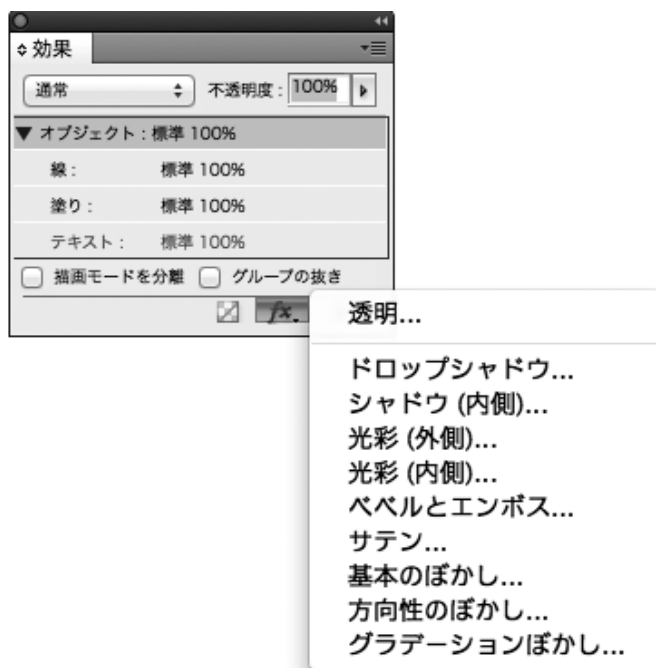 効果
通常 不透明度 : 100%
オブジェクト : 標準 100%
線 : 標準 100%
塗り : 標準 100%
テキスト : 標準 100%
描画モードを分離 グループの抜き
fx.
透明...
ドロップシャドウ...
シャドウ (内側)...
光彩 (外側)...
光彩 (内側)...
ベベルとエンボス...
サテン...
基本のぼかし...
方向性のぼかし...
グラデーションぼかし...